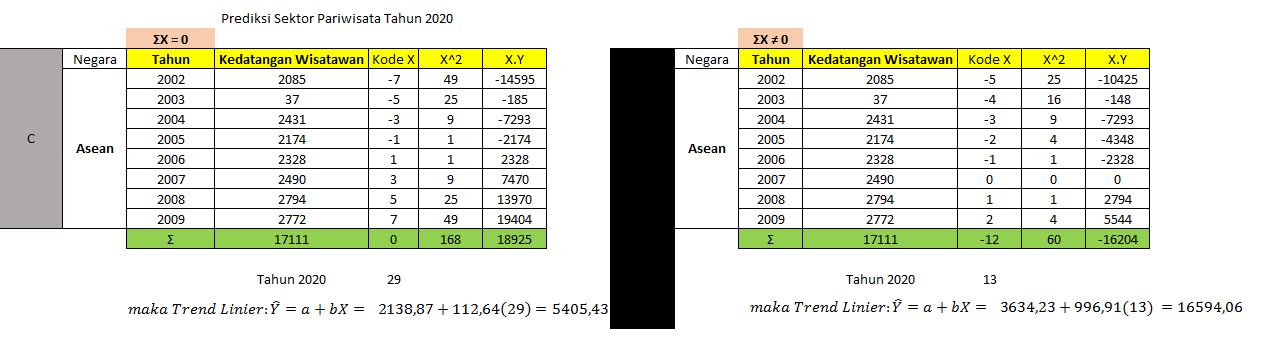 Prediksi Sektor Pariwisata Tahun 2020
ΣX = 0
Negara Tahun Kedatangan Wisatawan Kode X X^2 X.Y
C
Asean
2002 2085 -7 49 -14595
2003 37 -5 25 -185
2004 2431 -3 9 -7293
2005 2174 -1 1 -2174
2006 2328 1 1 2328
2007 2490 3 9 7470
2008 2794 5 25 13970
2009 2772 7 49 19404
Σ 17111 0 168 18925
Tahun 2020 29
maka Trend Linier: Ŷ = a + bX = 2138,87 + 112,64(29) = 5405,43
ΣX ≠ 0
Negara Tahun Kedatangan Wisatawan Kode X X^2 X.Y
Asean
2002 2085 -5 25 -10425
2003 37 -4 16 -148
2004 2431 -3 9 -7293
2005 2174 -2 4 -4348
2006 2328 -1 1 -2328
2007 2490 0 0 0
2008 2794 1 1 2794
2009 2772 2 4 5544
Σ 17111 -12 60 -16204
Tahun 2020 13
maka Trend Linier: Ŷ = a + bX = 3634,23 + 996,91(13) = 16594,06